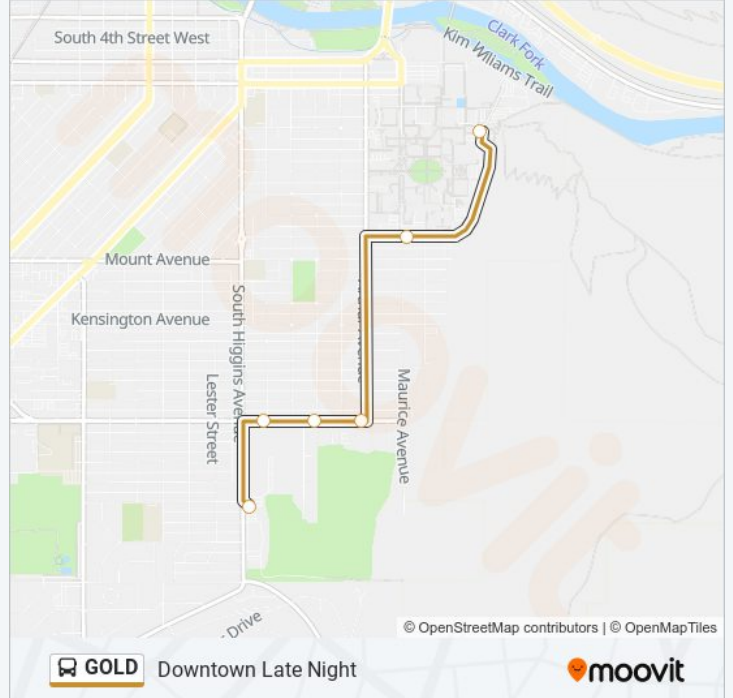 South 4th Street West
Clark Fork
Kim Williams Trail
Mount Avenue
Kensington Avenue
South Higgins Avenue
Lester Street
Avenue
Maurice Avenue
Drive
© OpenStreetMap contributors | © OpenMapTiles
GOLD Downtown Late Night
moovit